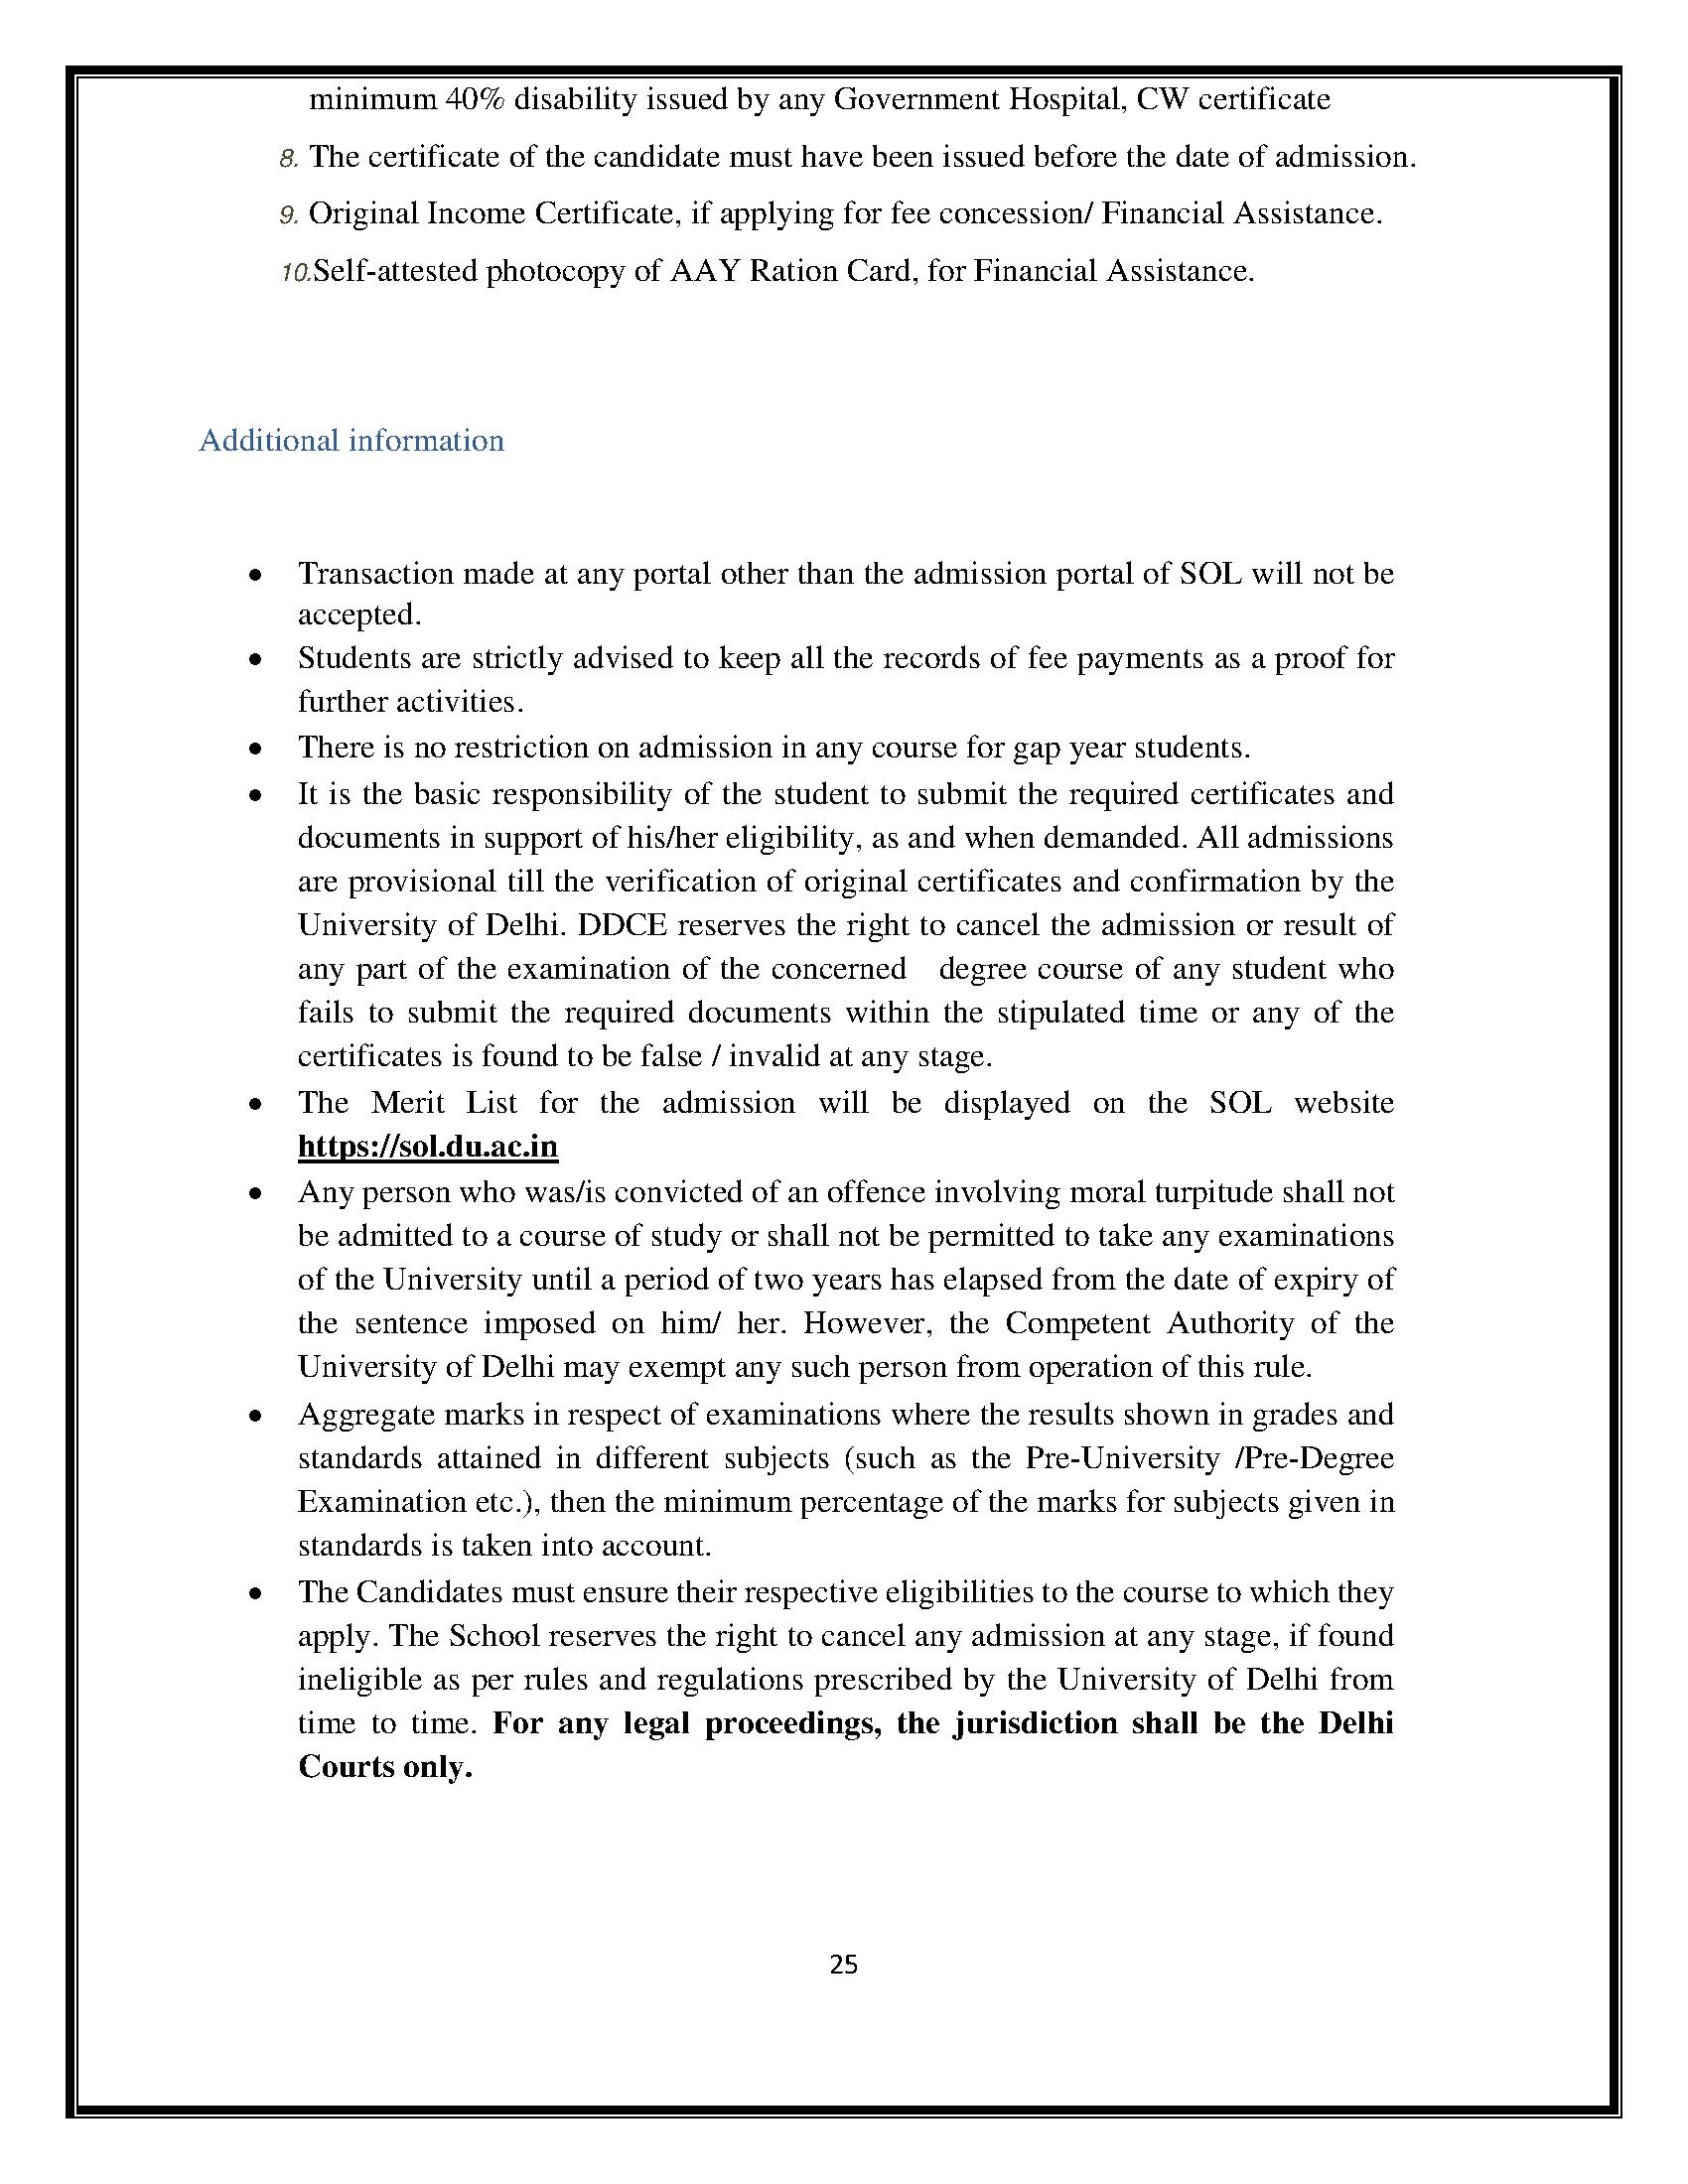 minimum 40% disability issued by any Government Hospital, CW certificate
8. The certificate of the candidate must have been issued before the date of admission.
9. Original Income Certificate, if applying for fee concession/ Financial Assistance.
10.Self-attested photocopy of AAY Ration Card, for Financial Assistance.
Additional information
• Transaction made at any portal other than the admission portal of SOL will not be
accepted.
• Students are strictly advised to keep all the records of fee payments as a proof for
further activities.
• There is no restriction on admission in any course for gap year students.
• It is the basic responsibility of the student to submit the required certificates and
documents in support of his/her eligibility, as and when demanded. All admissions
are provisional till the verification of original certificates and confirmation by the
University of Delhi. DDCE reserves the right to cancel the admission or result of
any part of the examination of the concerned degree course of any student who
fails to submit the required documents within the stipulated time or any of the
certificates is found to be false / invalid at any stage.
• The Merit List for the admission will be displayed on the SOL website
https://sol.du.ac.in
• Any person who was/is convicted of an offence involving moral turpitude shall not
be admitted to a course of study or shall not be permitted to take any examinations
of the University until a period of two years has elapsed from the date of expiry of
the sentence imposed on him/ her. However, the Competent Authority of the
University of Delhi may exempt any such person from operation of this rule.
• Aggregate marks in respect of examinations where the results shown in grades and
standards attained in different subjects (such as the Pre-University /Pre-Degree
Examination etc.), then the minimum percentage of the marks for subjects given in
standards is taken into account.
• The Candidates must ensure their respective eligibilities to the course to which they
apply. The School reserves the right to cancel any admission at any stage, if found
ineligible as per rules and regulations prescribed by the University of Delhi from
time to time. For any legal proceedings, the jurisdiction shall be the Delhi
Courts only.
25